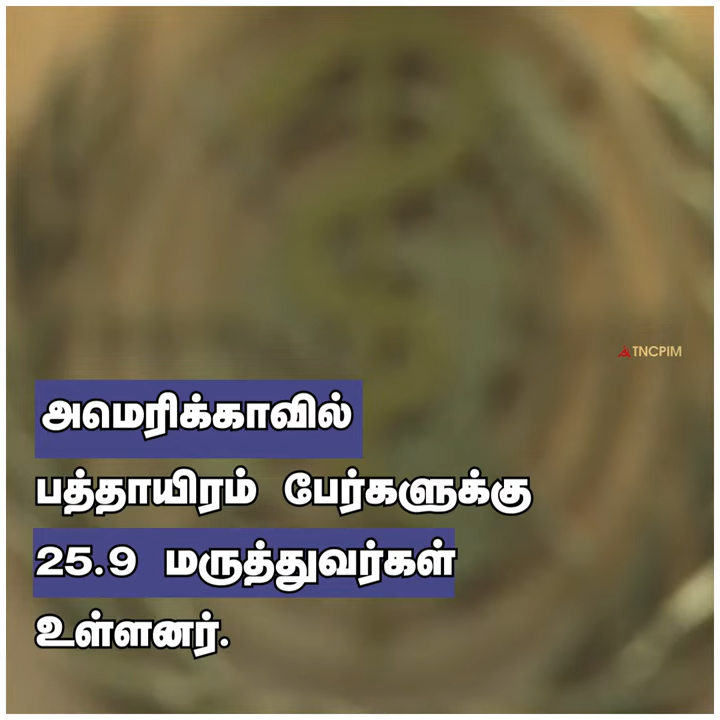 TNCPIM
அமெரிக்காவில்
பத்தாயிரம் பேர்களுக்கு
25.9 மருத்துவர்கள்
உள்ளனர்.